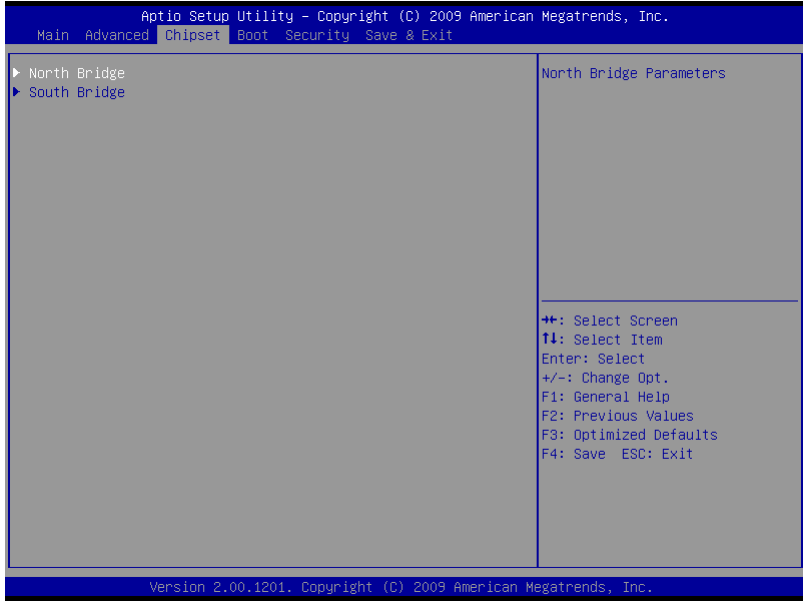 Aptio Setup Utility – Copyright (C) 2009 American Megatrends, Inc.
Main Advanced Chipset Boot Security Save & Exit
▶ North Bridge
▶ South Bridge
North Bridge Parameters
→←: Select Screen
↑↓: Select Item
Enter: Select
+/–: Change Opt.
F1: General Help
F2: Previous Values
F3: Optimized Defaults
F4: Save ESC: Exit
Version 2.00.1201. Copyright (C) 2009 American Megatrends, Inc.